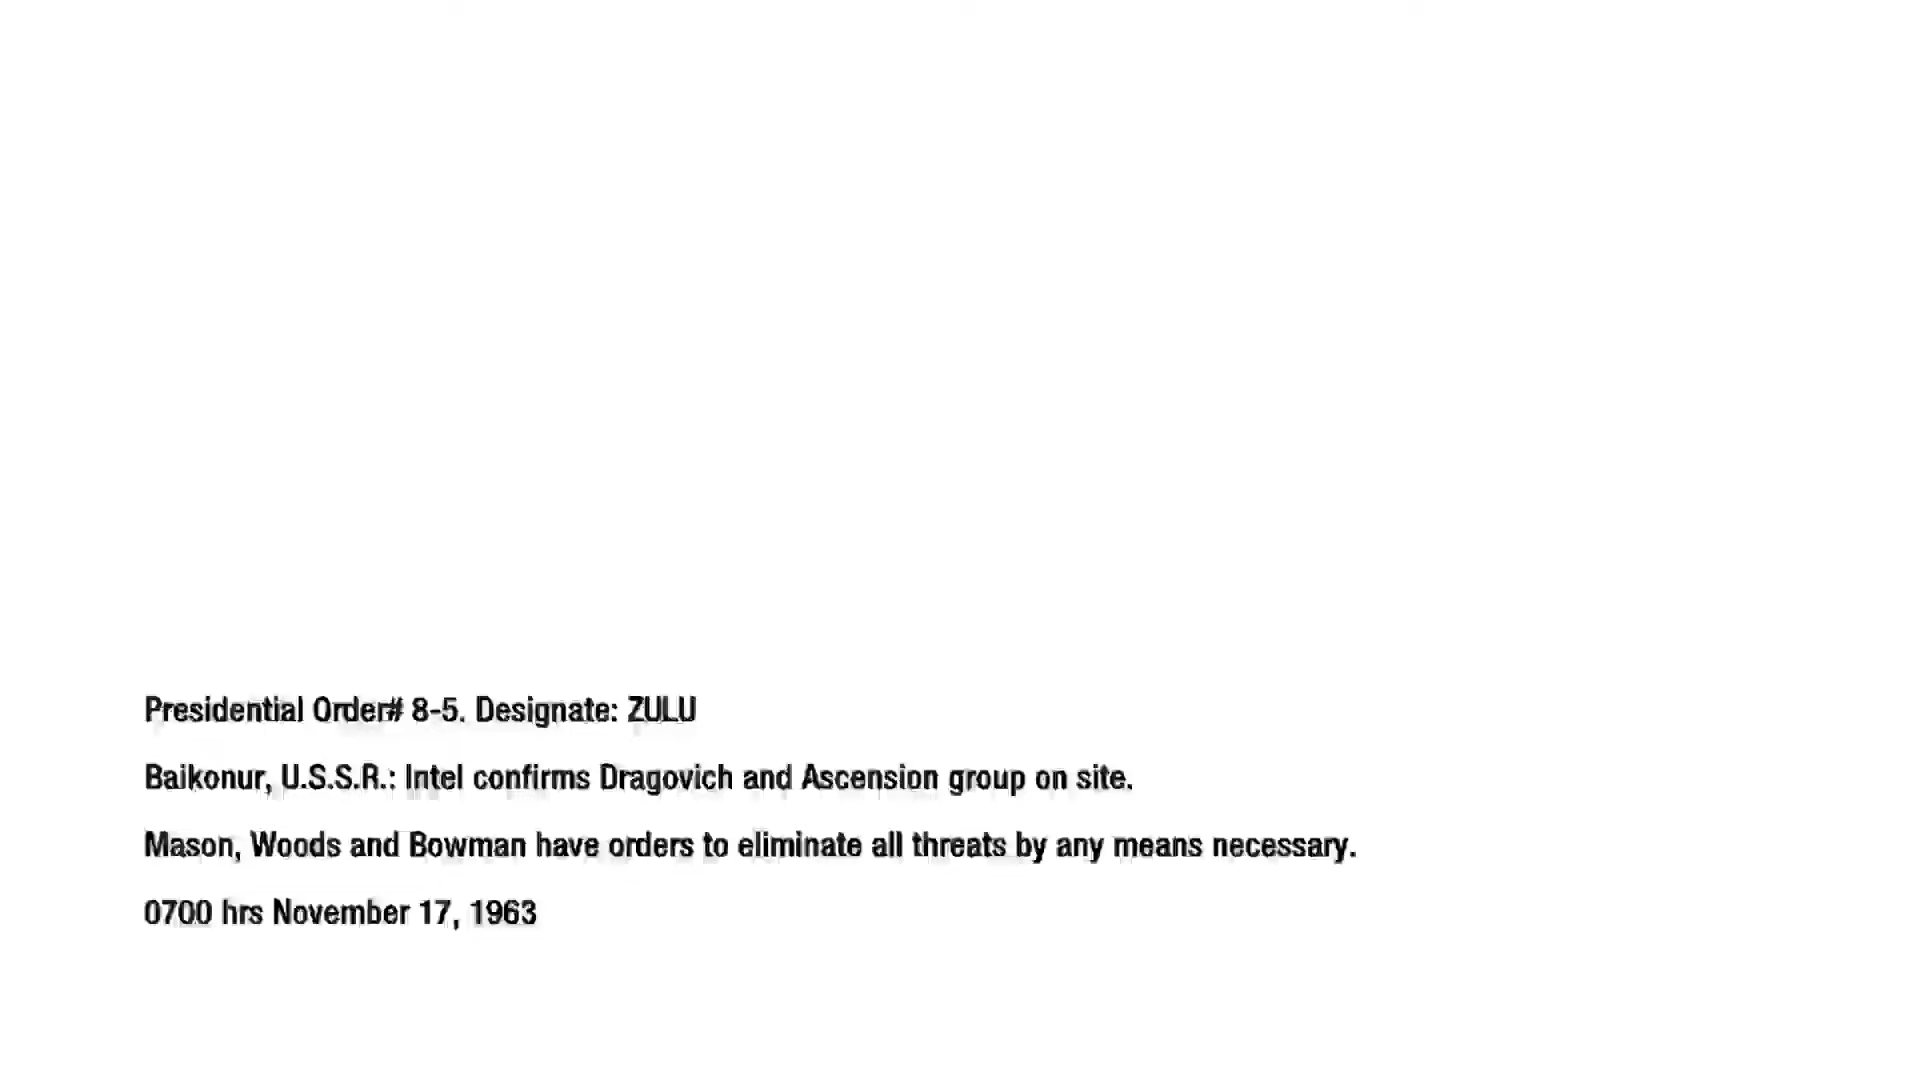 Presidential Order# 8-5. Designate: ZULU
Baikonur, U.S.S.R.: Intel confirms Dragovich and Ascension group on site.
Mason, Woods and Bowman have orders to eliminate all threats by any means necessary.
0700 hrs November 17, 1963